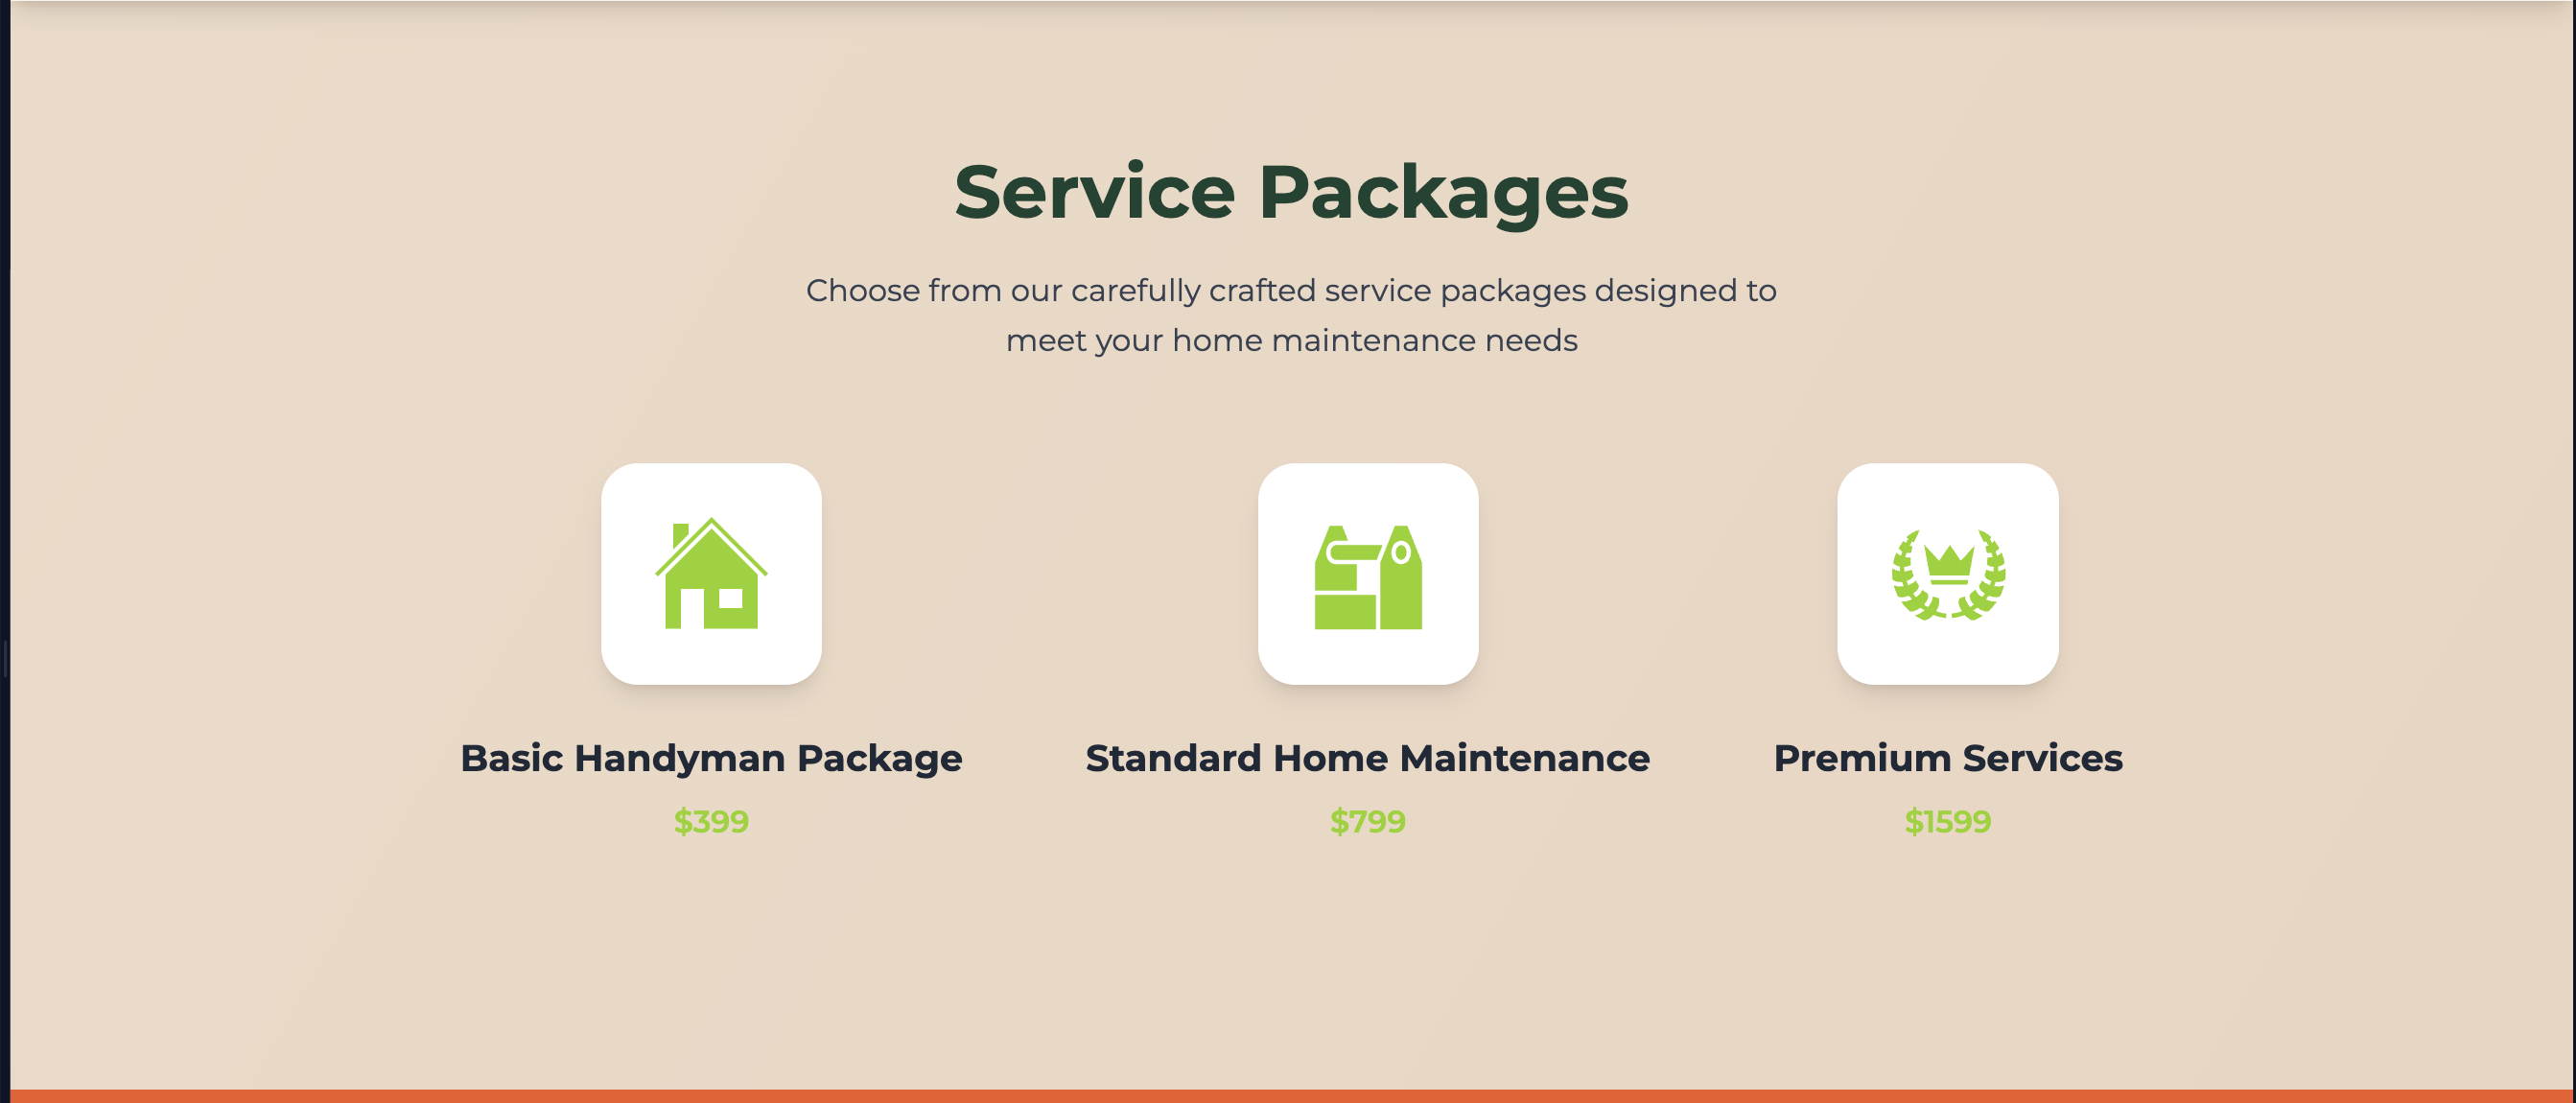 Service Packages
Choose from our carefully crafted service packages designed to
meet your home maintenance needs
Basic Handyman Package
$399
Standard Home Maintenance
$799
Premium Services
$1599